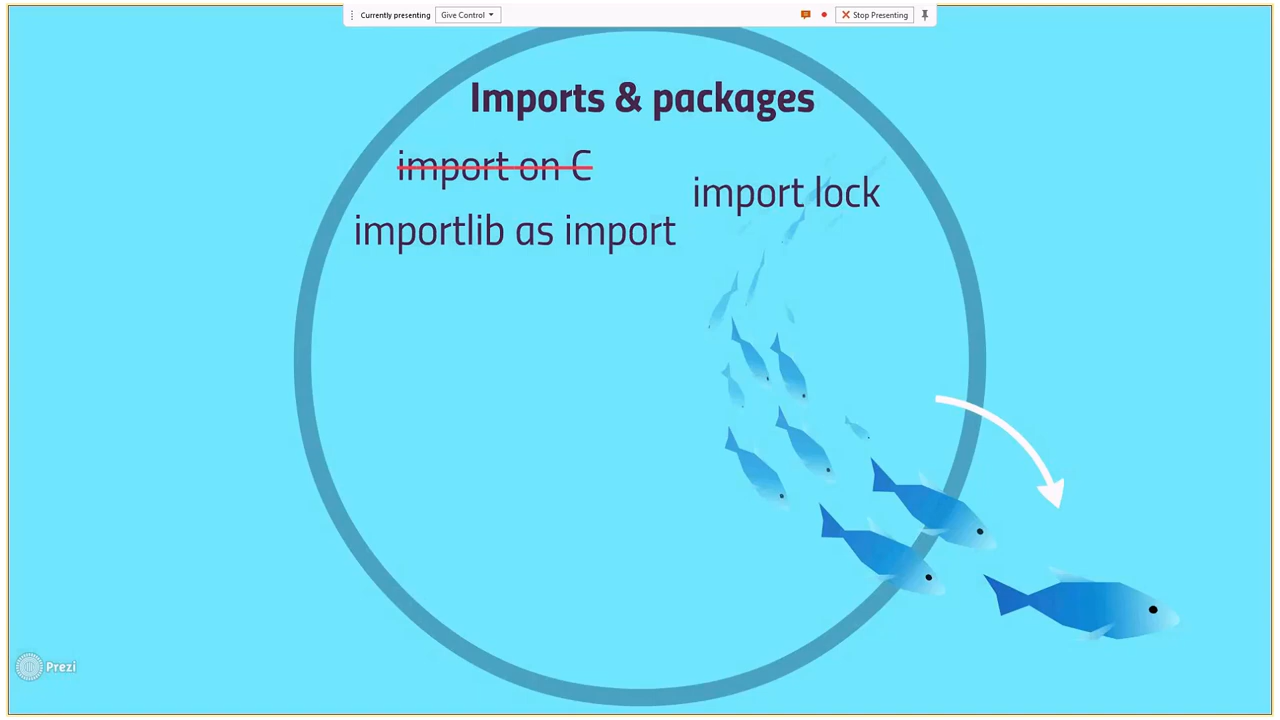 Currently presenting
Give Control
Stop Presenting
Imports & packages
import on C
import lock
importlib as import
Prezi